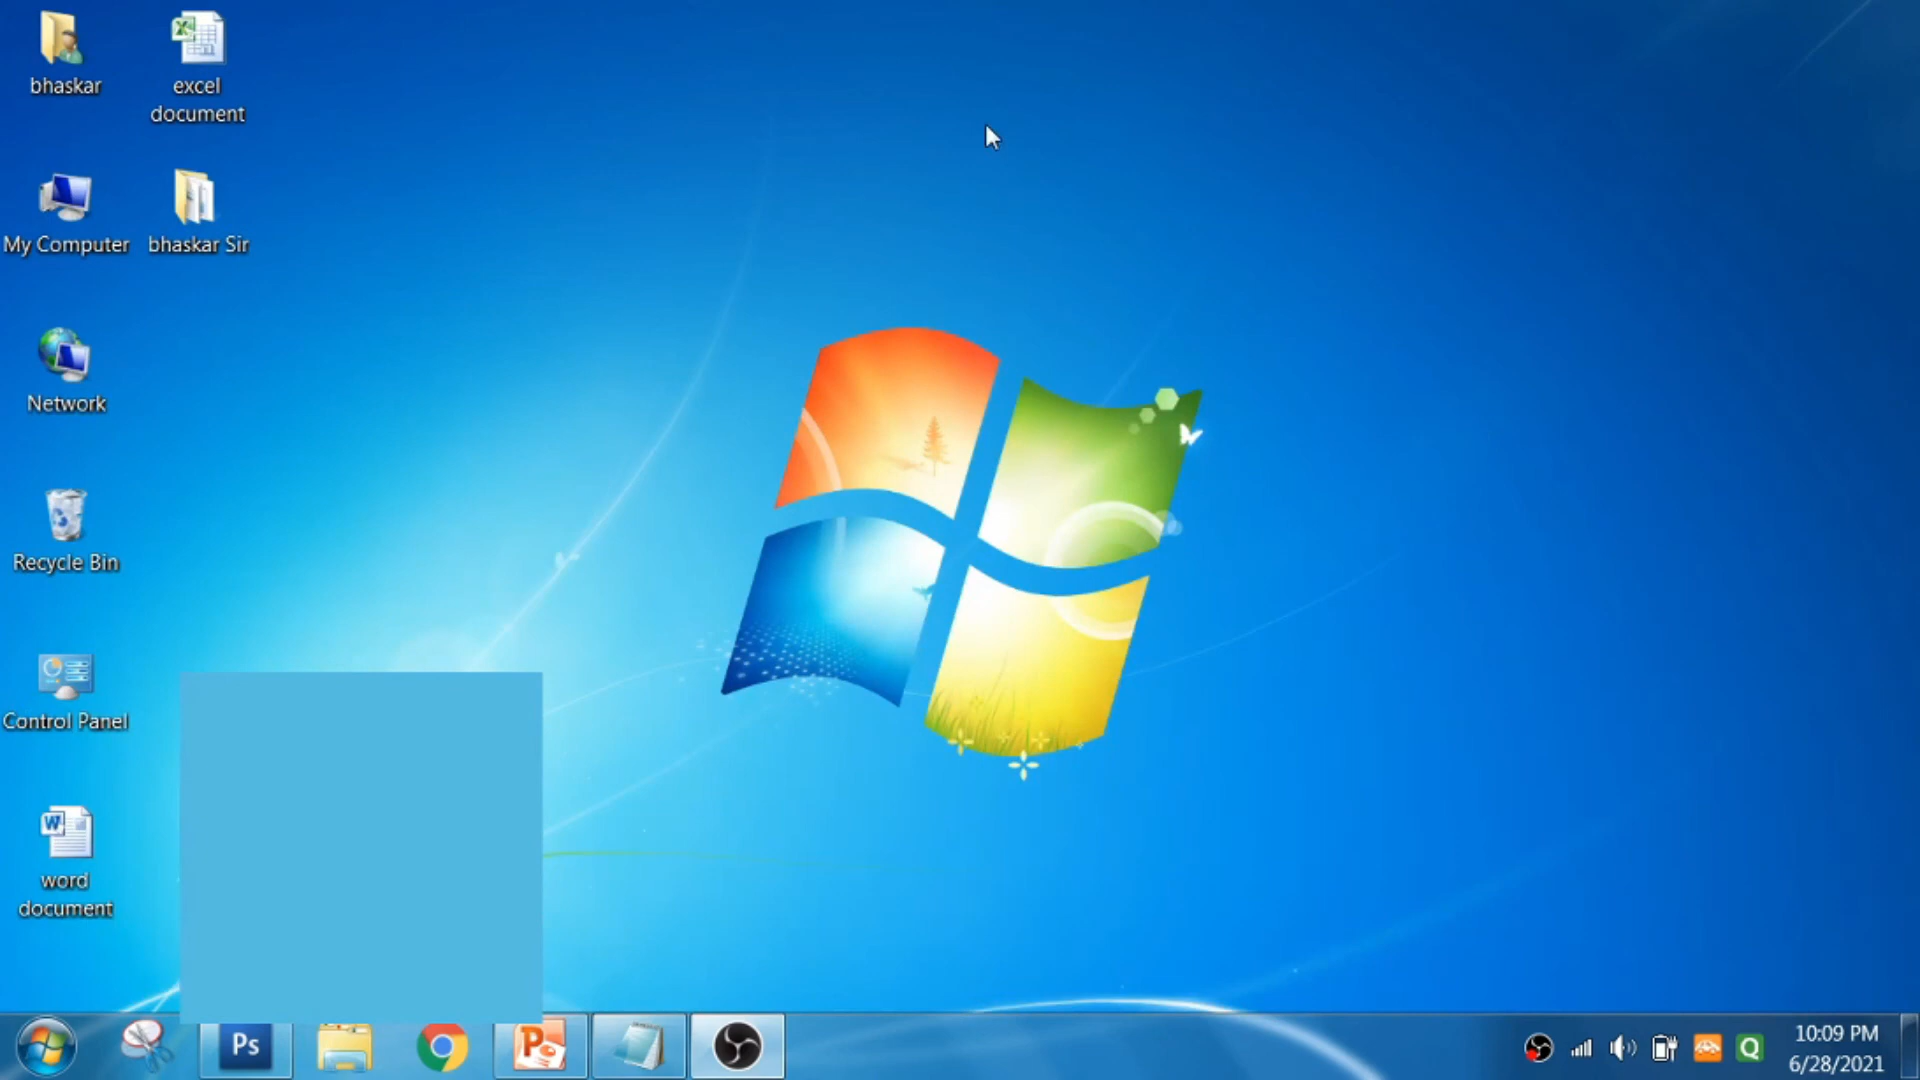 bhaskar
excel
document
My Computer
bhaskar Sir
Network
Recycle Bin
Control Panel
W
word
document
Ps
P
Q
10:09 PM
6/28/2021